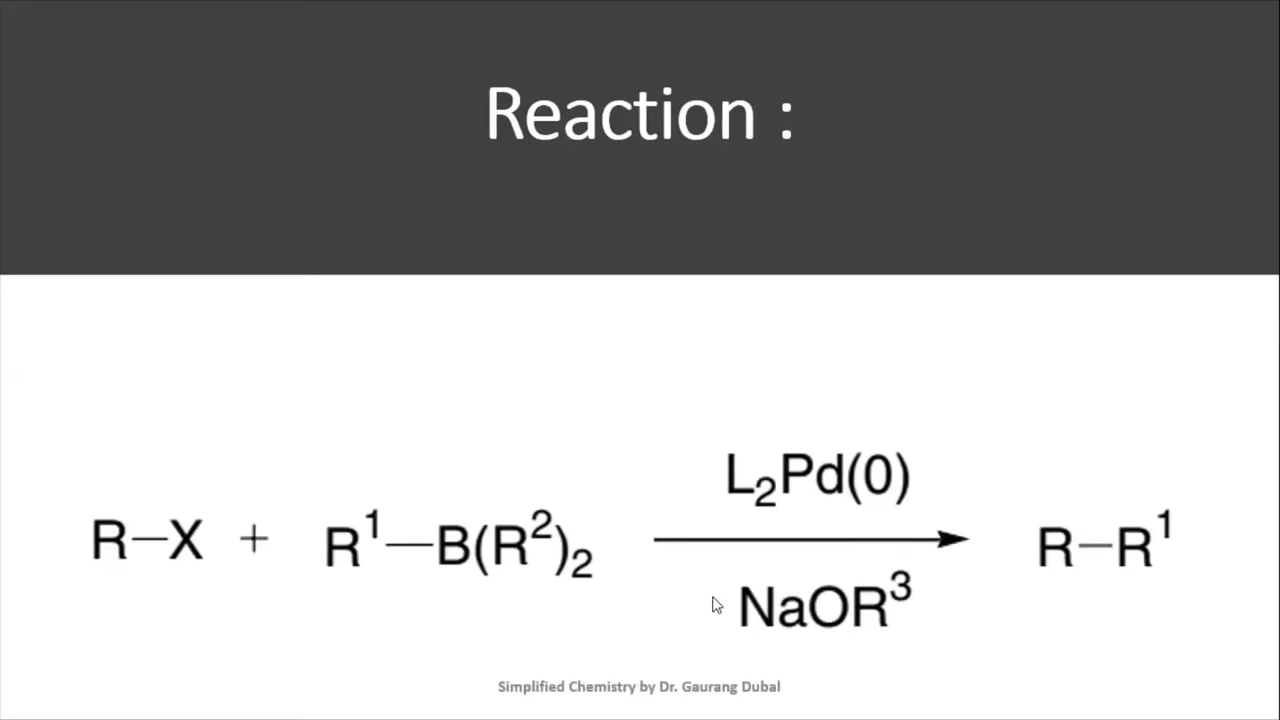 Reaction :
L₂Pd(0)
R—X + R¹—B(R²)₂ ⟶ R—R¹
NaOR³
Simplified Chemistry by Dr. Gaurang Dubal